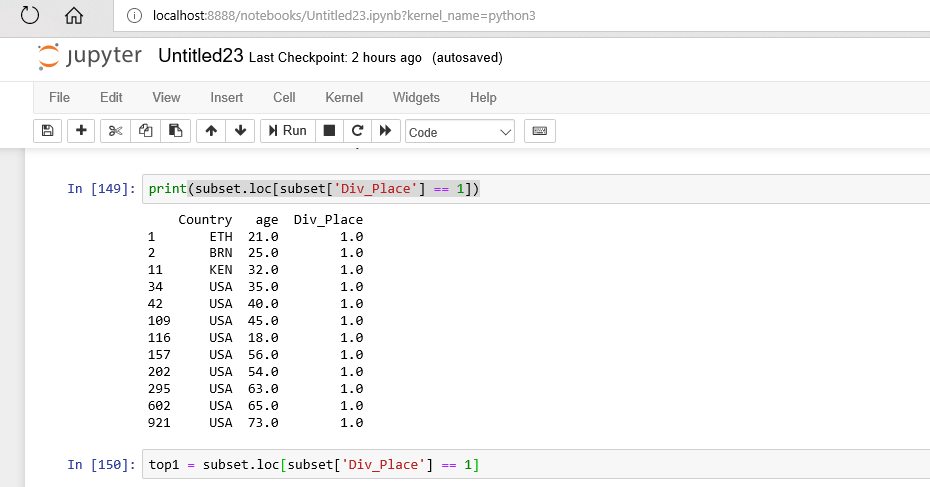 localhost:8888/notebooks/Untitled23.ipynb?kernel_name=python3
jupyter Untitled23 Last Checkpoint: 2 hours ago (autosaved)
File Edit View Insert Cell Kernel Widgets Help
Run Code
In [149]: print(subset.loc[subset['Div_Place'] == 1])
Country age Div_Place
1 ETH 21.0 1.0
2 BRN 25.0 1.0
11 KEN 32.0 1.0
34 USA 35.0 1.0
42 USA 40.0 1.0
109 USA 45.0 1.0
116 USA 18.0 1.0
157 USA 56.0 1.0
202 USA 54.0 1.0
295 USA 63.0 1.0
602 USA 65.0 1.0
921 USA 73.0 1.0
In [150]: top1 = subset.loc[subset['Div_Place'] == 1]